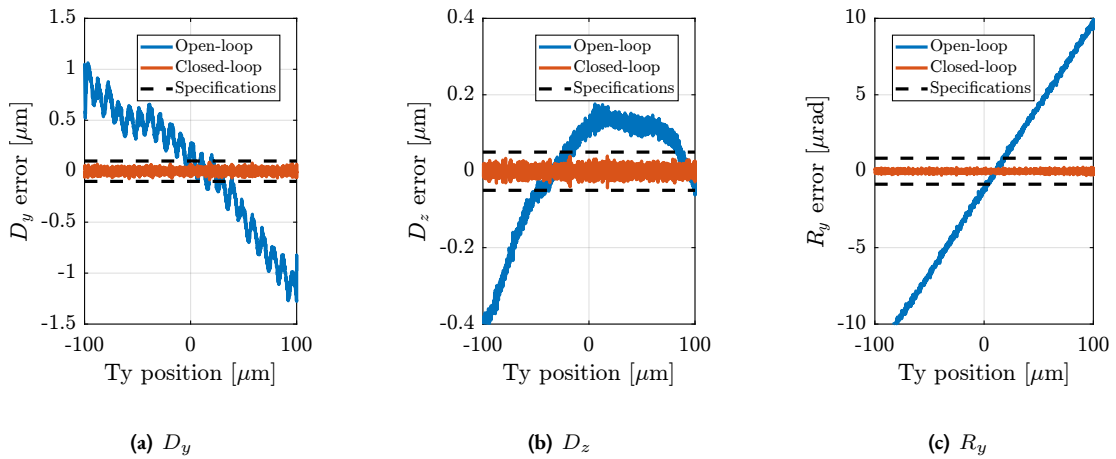 1.5
1
0.5
0
-0.5
-1
-1.5
-100
0
100
D_y error [μm]
Ty position [μm]
Open-loop
Closed-loop
Specifications
(a) D_y
0.4
0.2
0
-0.2
-0.4
-100
0
100
D_z error [μm]
Ty position [μm]
Open-loop
Closed-loop
Specifications
(b) D_z
10
5
0
-5
-10
-100
0
100
R_y error [μrad]
Ty position [μm]
Open-loop
Closed-loop
Specifications
(c) R_y